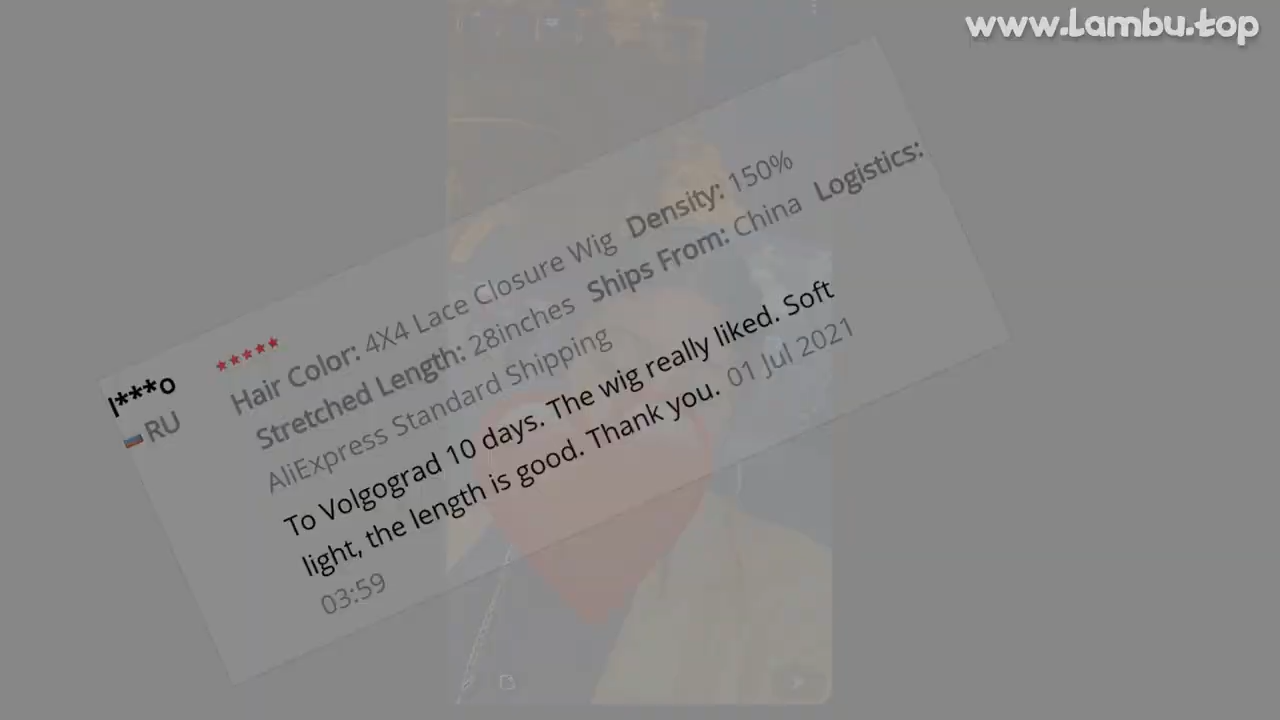 www.Lambu.top
l***o
RU
Hair Color: 4X4 Lace Closure Wig Density: 150%
Stretched Length: 28inches Ships From: China Logistics:
AliExpress Standard Shipping
To Volgograd 10 days. The wig really liked. Soft
light, the length is good. Thank you. 01 Jul 2021
03:59